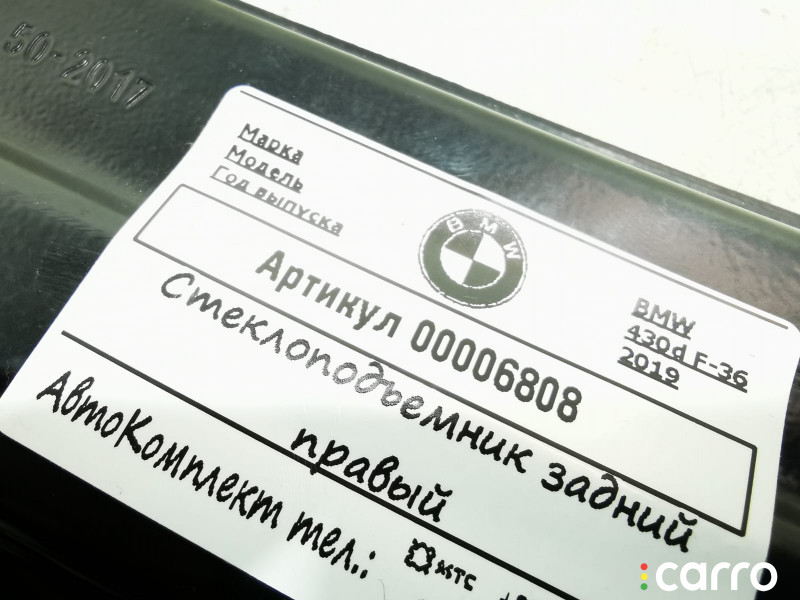 50-2017
Марка
Модель
Год выпуска
BMW
BMW
430d F-36
2019
Артикул 00006808
Стеклоподъемник задний
правый
АвтоКомплект тел.:
carro